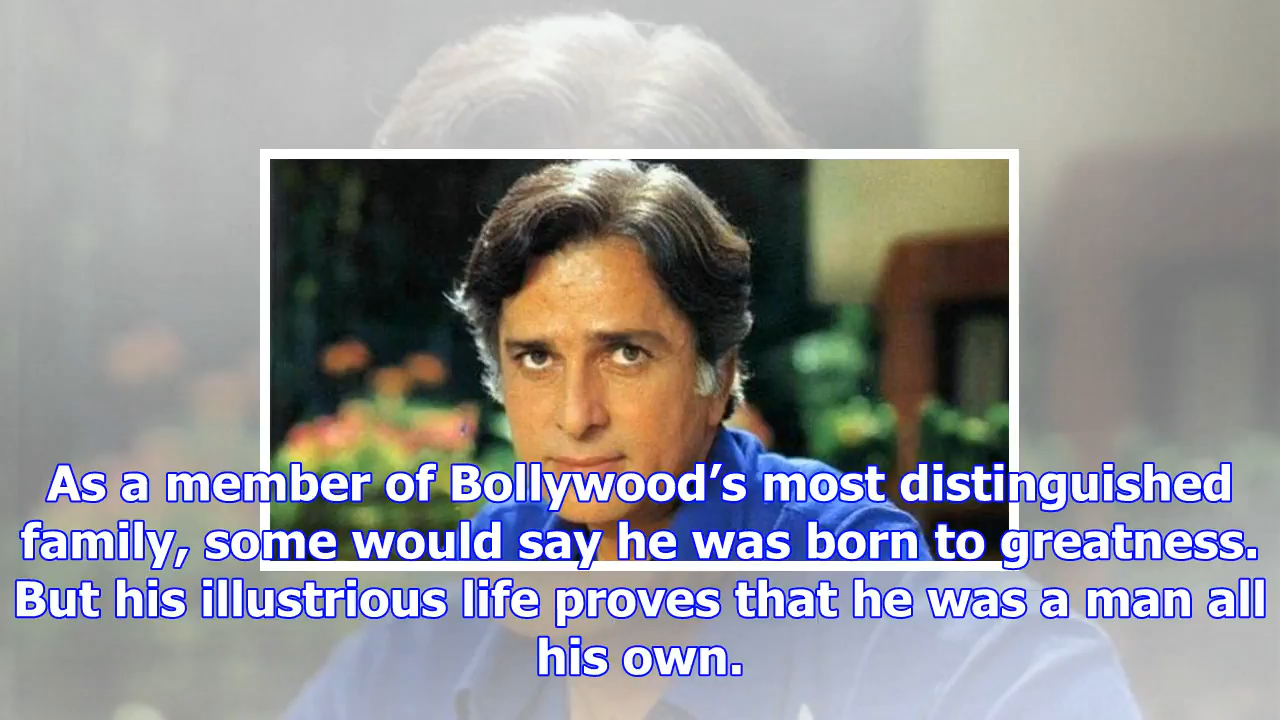 As a member of Bollywood’s most distinguished
family, some would say he was born to greatness.
But his illustrious life proves that he was a man all
his own.